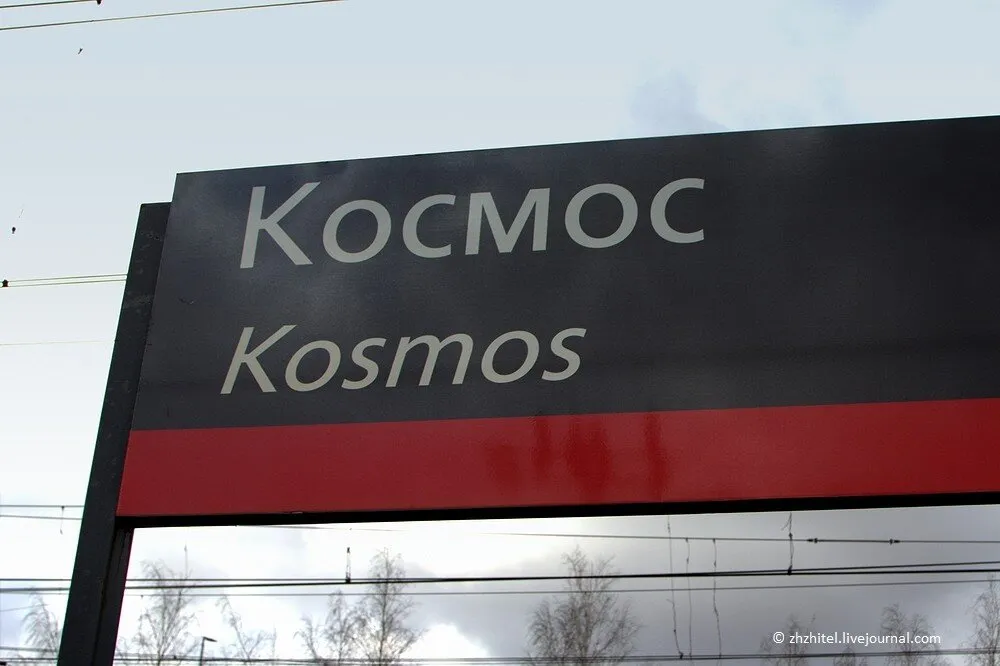 Космос
Kosmos
© zhzhitel.livejournal.com